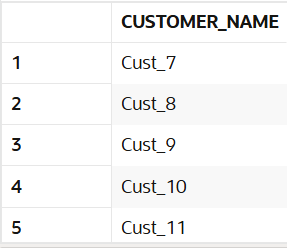 CUSTOMER_NAME
1 Cust_7
2 Cust_8
3 Cust_9
4 Cust_10
5 Cust_11